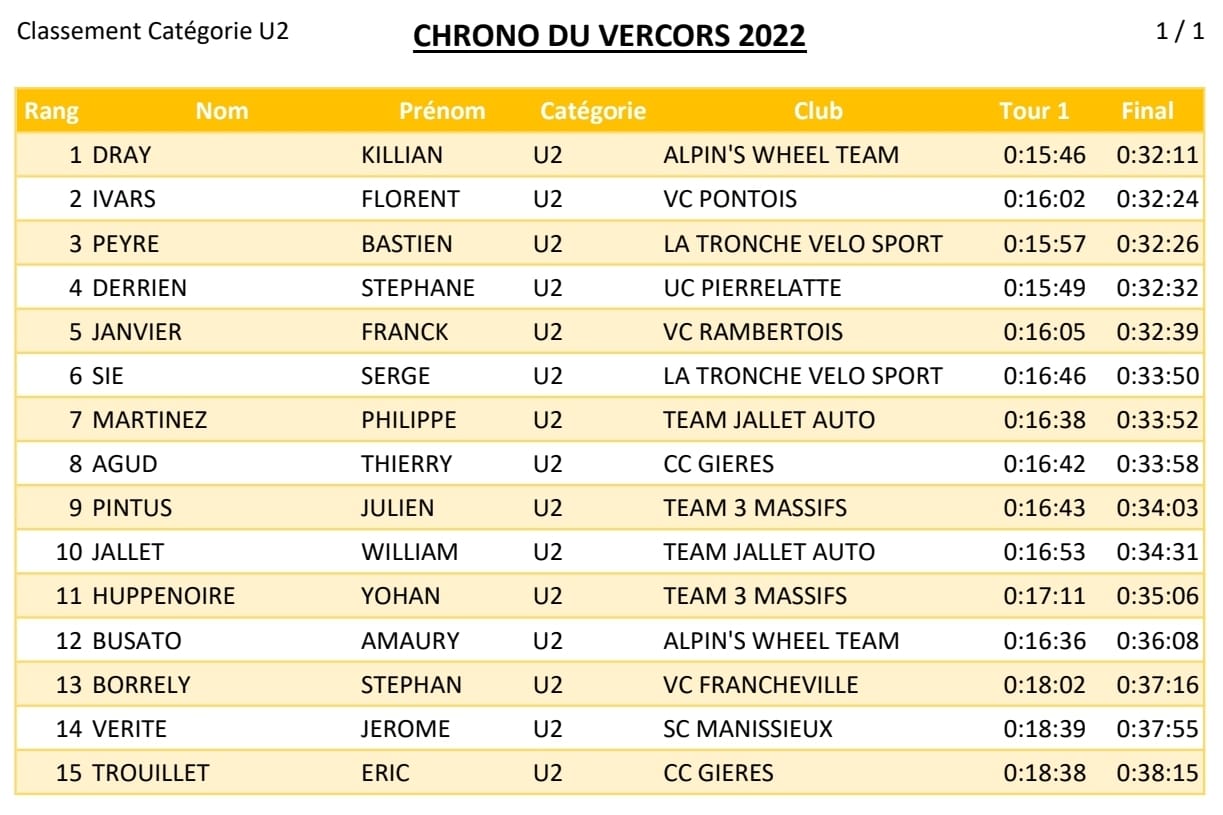 Classement Catégorie U2 CHRONO DU VERCORS 2022 1 / 1
Rang Nom Prénom Catégorie Club Tour 1 Final
1 DRAY KILLIAN U2 ALPIN'S WHEEL TEAM 0:15:46 0:32:11
2 IVARS FLORENT U2 VC PONTOIS 0:16:02 0:32:24
3 PEYRE BASTIEN U2 LA TRONCHE VELO SPORT 0:15:57 0:32:26
4 DERRIEN STEPHANE U2 UC PIERRELATTE 0:15:49 0:32:32
5 JANVIER FRANCK U2 VC RAMBERTOIS 0:16:05 0:32:39
6 SIE SERGE U2 LA TRONCHE VELO SPORT 0:16:46 0:33:50
7 MARTINEZ PHILIPPE U2 TEAM JALLET AUTO 0:16:38 0:33:52
8 AGUD THIERRY U2 CC GIERES 0:16:42 0:33:58
9 PINTUS JULIEN U2 TEAM 3 MASSIFS 0:16:43 0:34:03
10 JALLET WILLIAM U2 TEAM JALLET AUTO 0:16:53 0:34:31
11 HUPPENOIRE YOHAN U2 TEAM 3 MASSIFS 0:17:11 0:35:06
12 BUSATO AMAURY U2 ALPIN'S WHEEL TEAM 0:16:36 0:36:08
13 BORRELY STEPHAN U2 VC FRANCHEVILLE 0:18:02 0:37:16
14 VERITE JEROME U2 SC MANISSIEUX 0:18:39 0:37:55
15 TROUILLET ERIC U2 CC GIERES 0:18:38 0:38:15